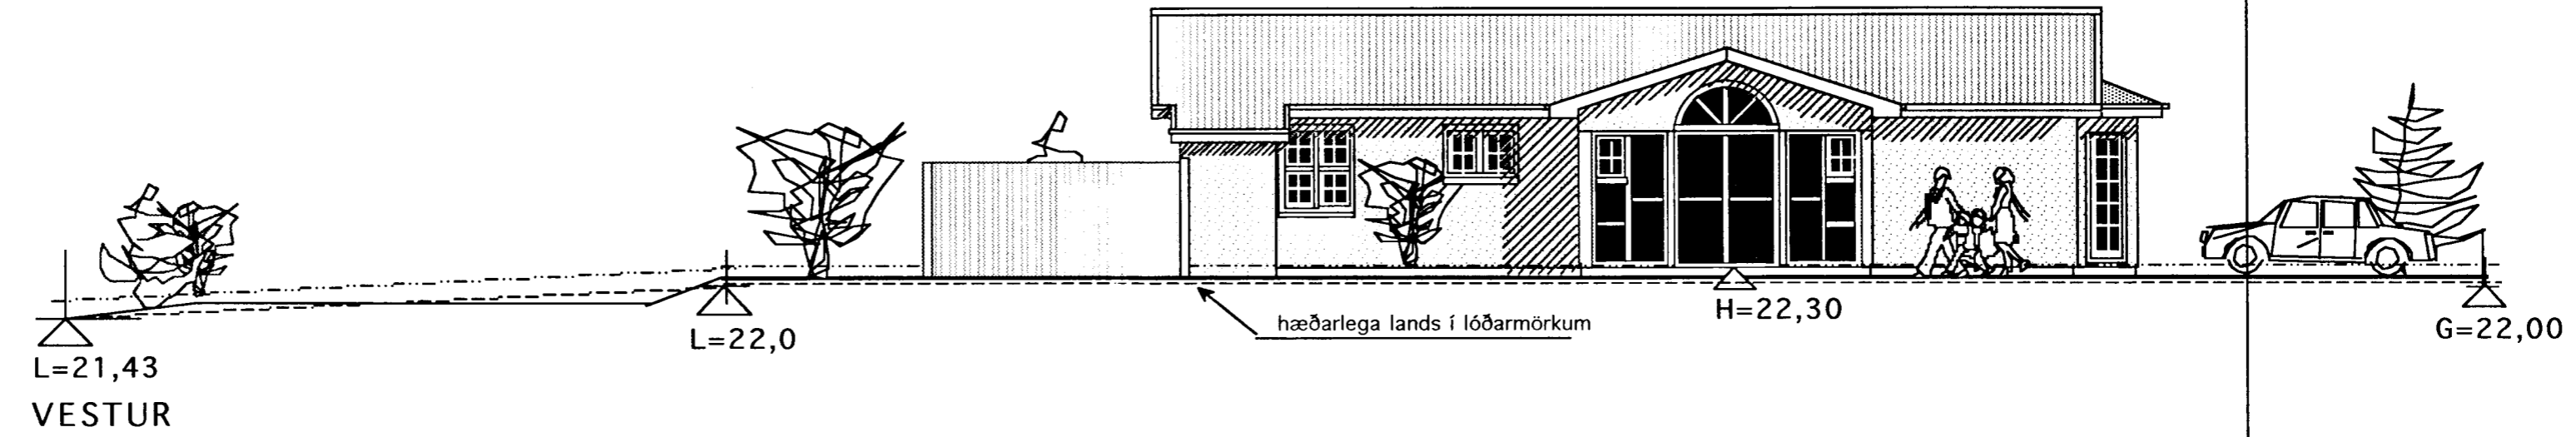 hæðarlega lands í lóðarmörkum
H=22,30
L=22,0
G=22,00
L=21,43
VESTUR